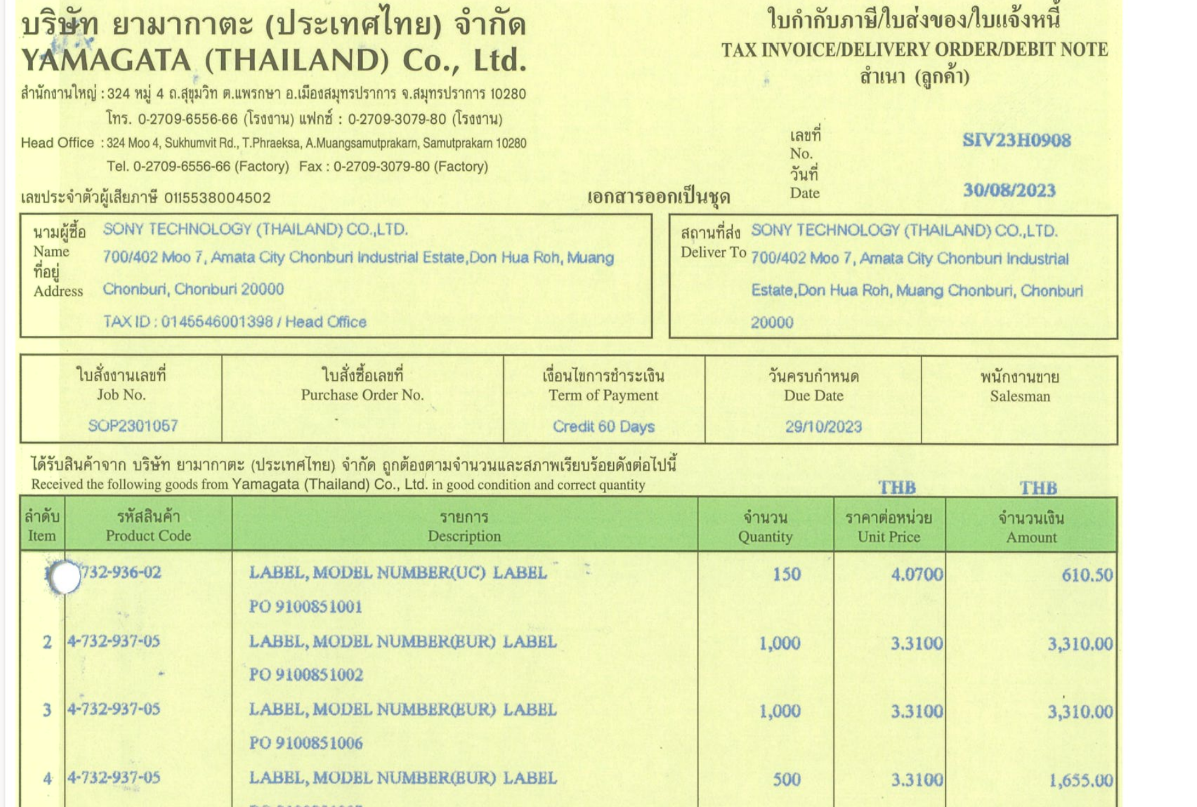 บริษัท ยามากาตะ (ประเทศไทย) จำกัด
YAMAGATA (THAILAND) Co., Ltd.
สำนักงานใหญ่ : 324 หมู่ 4 ถ.สุขุมวิท ต.แพรกษา อ.เมืองสมุทรปราการ จ.สมุทรปราการ 10280
โทร. 0-2709-6556-66 (โรงงาน) แฟกซ์ : 0-2709-3079-80 (โรงงาน)
Head Office : 324 Moo 4, Sukhumvit Rd., T.Phraeksa, A.Muangsamutprakarn, Samutprakarn 10280
Tel. 0-2709-6556-66 (Factory) Fax : 0-2709-3079-80 (Factory)
เลขประจำตัวผู้เสียภาษี 0115538004502
ใบกำกับภาษี/ใบส่งของ/ใบแจ้งหนี้
TAX INVOICE/DELIVERY ORDER/DEBIT NOTE
สำเนา (ลูกค้า)
เลขที่ SIV23H0908
No.
วันที่
Date 30/08/2023
เอกสารออกเป็นชุด
นามผู้ซื้อ SONY TECHNOLOGY (THAILAND) CO.,LTD.
Name 700/402 Moo 7, Amata City Chonburi Industrial Estate,Don Hua Roh, Muang
ที่อยู่
Address Chonburi, Chonburi 20000
TAX ID : 0145546001398 / Head Office
สถานที่ส่ง SONY TECHNOLOGY (THAILAND) CO.,LTD.
Deliver To 700/402 Moo 7, Amata City Chonburi Industrial
Estate,Don Hua Roh, Muang Chonburi, Chonburi
20000
ใบสั่งงานเลขที่ ใบสั่งซื้อเลขที่ เงื่อนไขการชำระเงิน วันครบกำหนด พนักงานขาย
Job No. Purchase Order No. Term of Payment Due Date Salesman
SOP2301057 - Credit 60 Days 29/10/2023
ได้รับสินค้าจาก บริษัท ยามากาตะ (ประเทศไทย) จำกัด ถูกต้องตามจำนวนและสภาพเรียบร้อยดังต่อไปนี้
Received the following goods from Yamagata (Thailand) Co., Ltd. in good condition and correct quantity THB THB
ลำดับ รหัสสินค้า รายการ จำนวน ราคาต่อหน่วย จำนวนเงิน
Item Product Code Description Quantity Unit Price Amount
732-936-02 LABEL, MODEL NUMBER(UC) LABEL 150 4.0700 610.50
PO 9100851001
2 4-732-937-05 LABEL, MODEL NUMBER(EUR) LABEL 1,000 3.3100 3,310.00
PO 9100851002
3 4-732-937-05 LABEL, MODEL NUMBER(EUR) LABEL 1,000 3.3100 3,310.00
PO 9100851006
4 4-732-937-05 LABEL, MODEL NUMBER(EUR) LABEL 500 3.3100 1,655.00